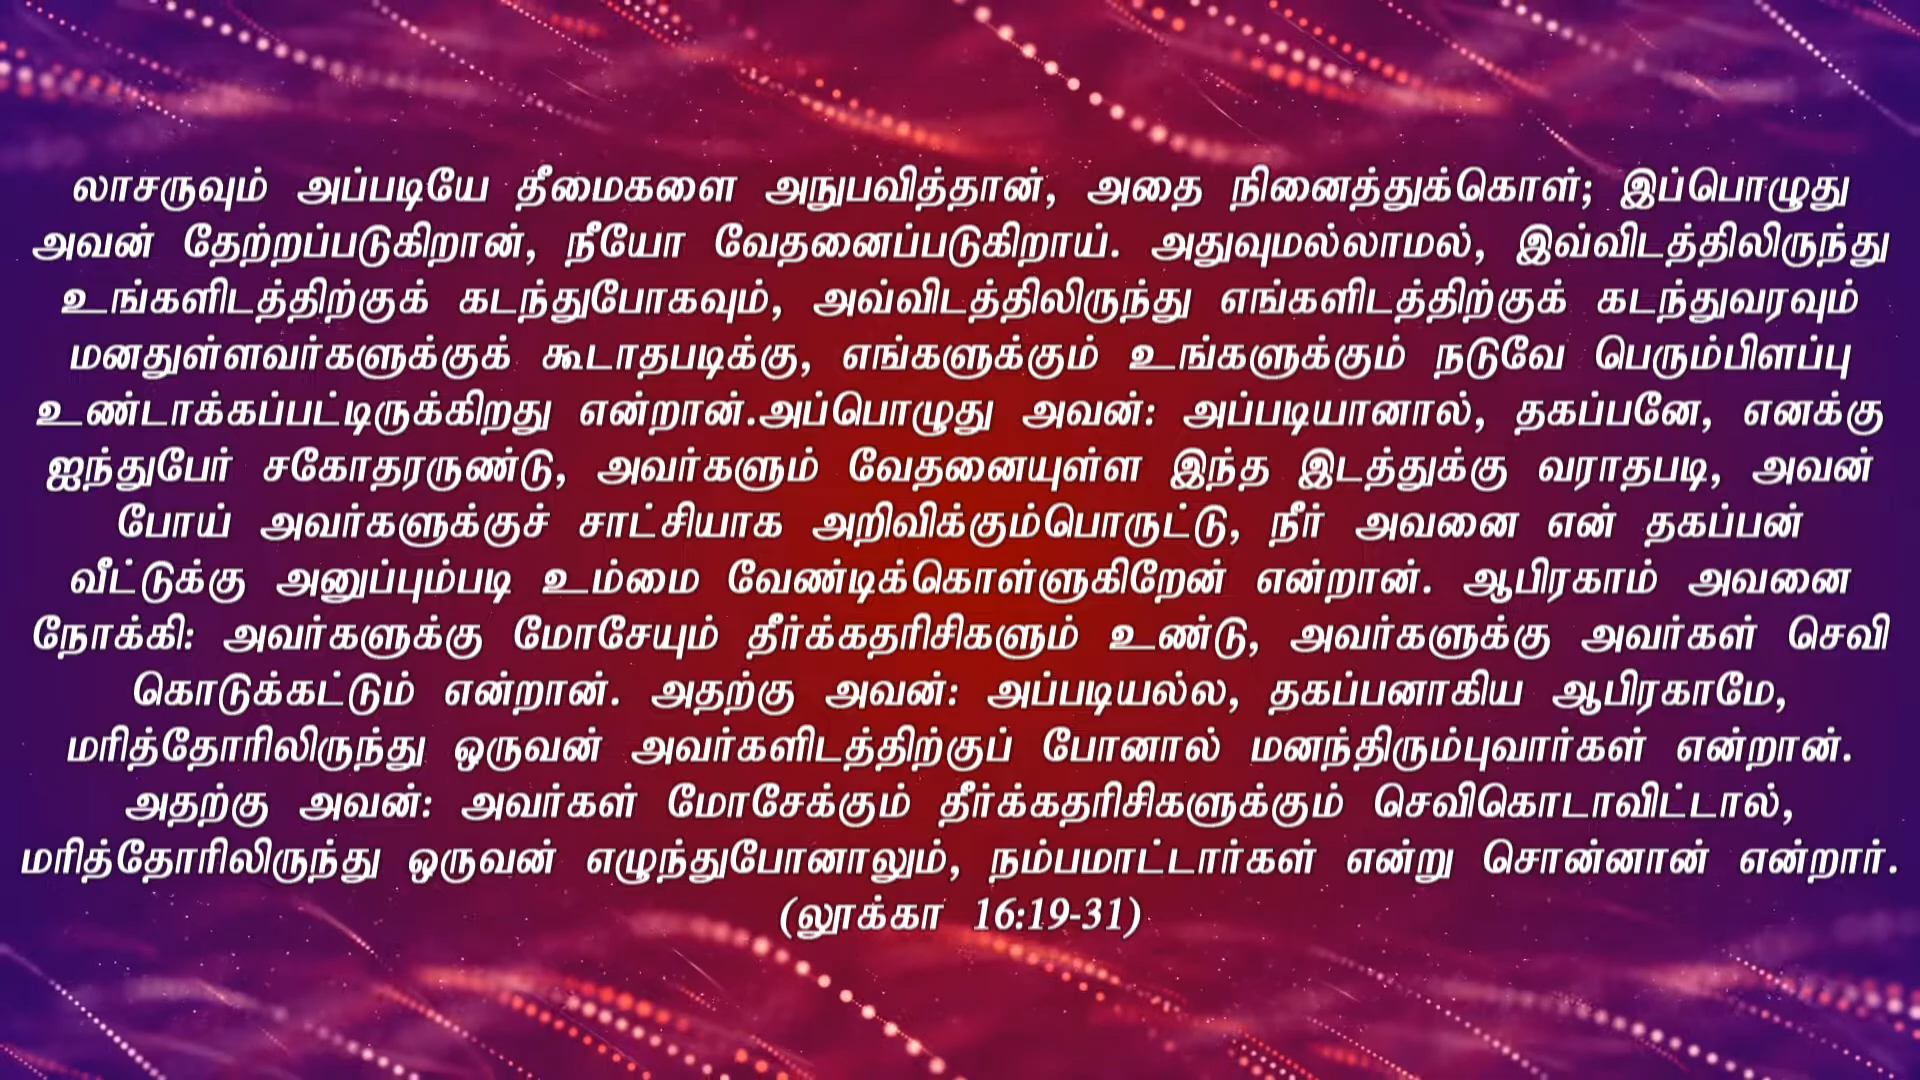 லாசருவும் அப்படியே தீமைகளை அநுபவித்தான், அதை நினைத்துக்கொள்; இப்பொழுது
அவன் தேற்றப்படுகிறான், நீயோ வேதனைப்படுகிறாய். அதுவுமல்லாமல், இவ்விடத்திலிருந்து
உங்களிடத்திற்குக் கடந்துபோகவும், அவ்விடத்திலிருந்து எங்களிடத்திற்குக் கடந்துவரவும்
மனதுள்ளவர்களுக்குக் கூடாதபடிக்கு, எங்களுக்கும் உங்களுக்கும் நடுவே பெரும்பிளப்பு
உண்டாக்கப்பட்டிருக்கிறது என்றான்.அப்பொழுது அவன்: அப்படியானால், தகப்பனே, எனக்கு
ஐந்துபேர் சகோதரருண்டு, அவர்களும் வேதனையுள்ள இந்த இடத்துக்கு வராதபடி, அவன்
போய் அவர்களுக்குச் சாட்சியாக அறிவிக்கும்பொருட்டு, நீர் அவனை என் தகப்பன்
வீட்டுக்கு அனுப்பும்படி உம்மை வேண்டிக்கொள்ளுகிறேன் என்றான். ஆபிரகாம் அவனை
நோக்கி: அவர்களுக்கு மோசேயும் தீர்க்கதரிசிகளும் உண்டு, அவர்களுக்கு அவர்கள் செவி
கொடுக்கட்டும் என்றான். அதற்கு அவன்: அப்படியல்ல, தகப்பனாகிய ஆபிரகாமே,
மரித்தோரிலிருந்து ஒருவன் அவர்களிடத்திற்குப் போனால் மனந்திரும்புவார்கள் என்றான்.
அதற்கு அவன்: அவர்கள் மோசேக்கும் தீர்க்கதரிசிகளுக்கும் செவிகொடாவிட்டால்,
மரித்தோரிலிருந்து ஒருவன் எழுந்துபோனாலும், நம்பமாட்டார்கள் என்று சொன்னான் என்றார்.
(லூக்கா 16:19-31)